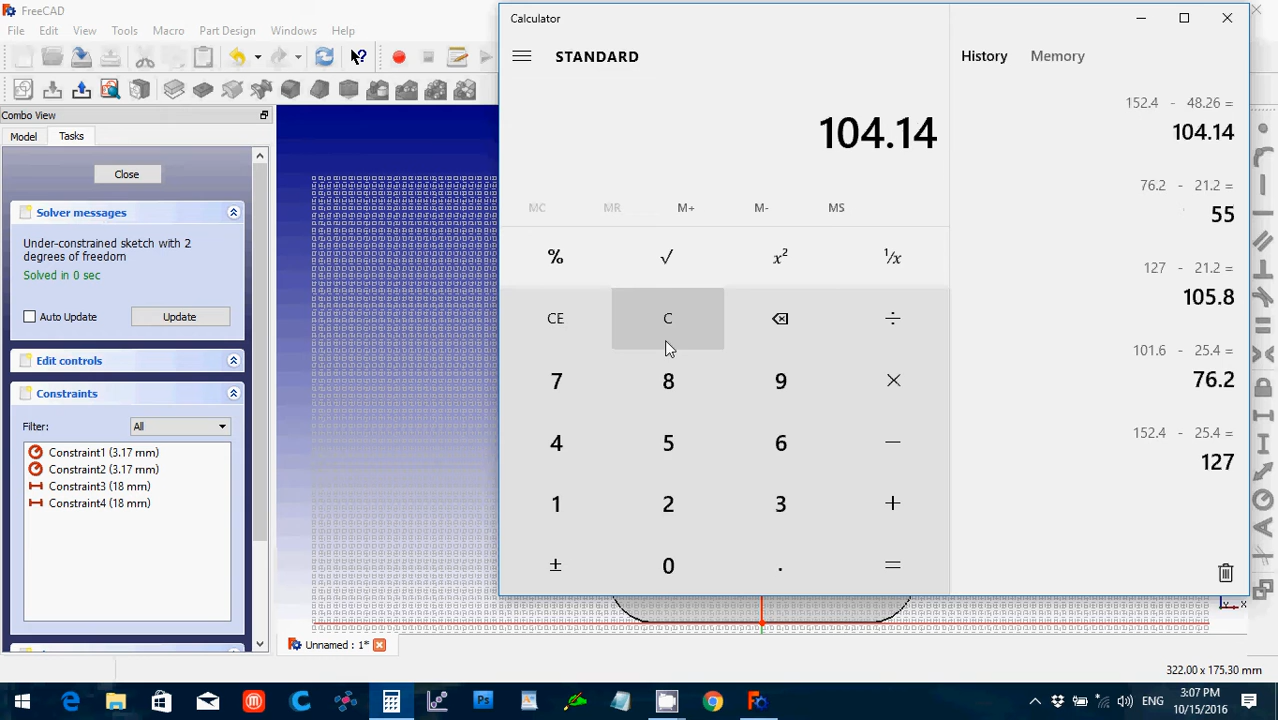 FreeCAD
File Edit View Tools Macro Part Design Windows Help
Combo View
Model Tasks
Close
Solver messages
Under-constrained sketch with 2
degrees of freedom
Solved in 0 sec
Auto Update Update
Edit controls
Constraints
Filter: All
Constraint1 (3.17 mm)
Constraint2 (3.17 mm)
Constraint3 (18 mm)
Constraint4 (18 mm)
Unnamed : 1*
Calculator
STANDARD
104.14
MC MR M+ M- MS
% √ x² ¹/x
CE C ÷
7 8 9 ×
4 5 6 −
1 2 3 +
± 0 . =
History Memory
152.4 - 48.26 =
104.14
76.2 - 21.2 =
55
127 - 21.2 =
105.8
101.6 - 25.4 =
76.2
152.4 - 25.4 =
127
322.00 x 175.30 mm
ENG
3:07 PM
10/15/2016